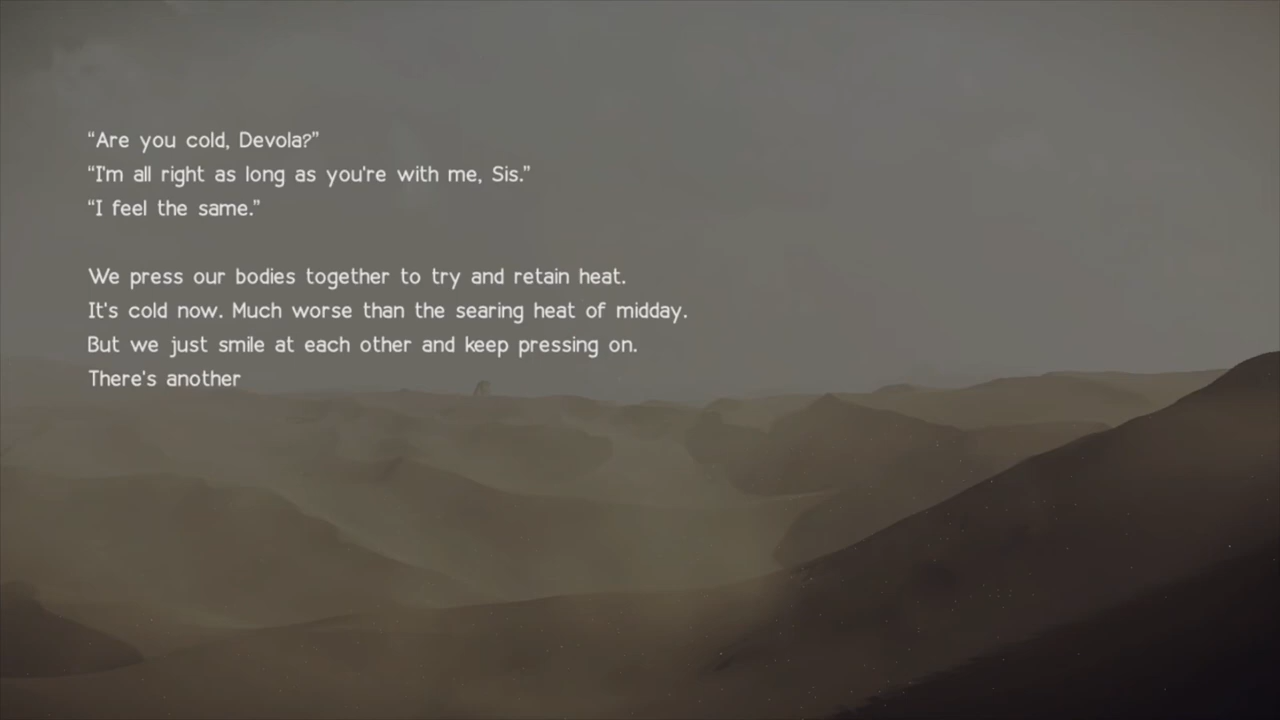 “Are you cold, Devola?”
“I'm all right as long as you're with me, Sis.”
“I feel the same.”
We press our bodies together to try and retain heat.
It's cold now. Much worse than the searing heat of midday.
But we just smile at each other and keep pressing on.
There's another